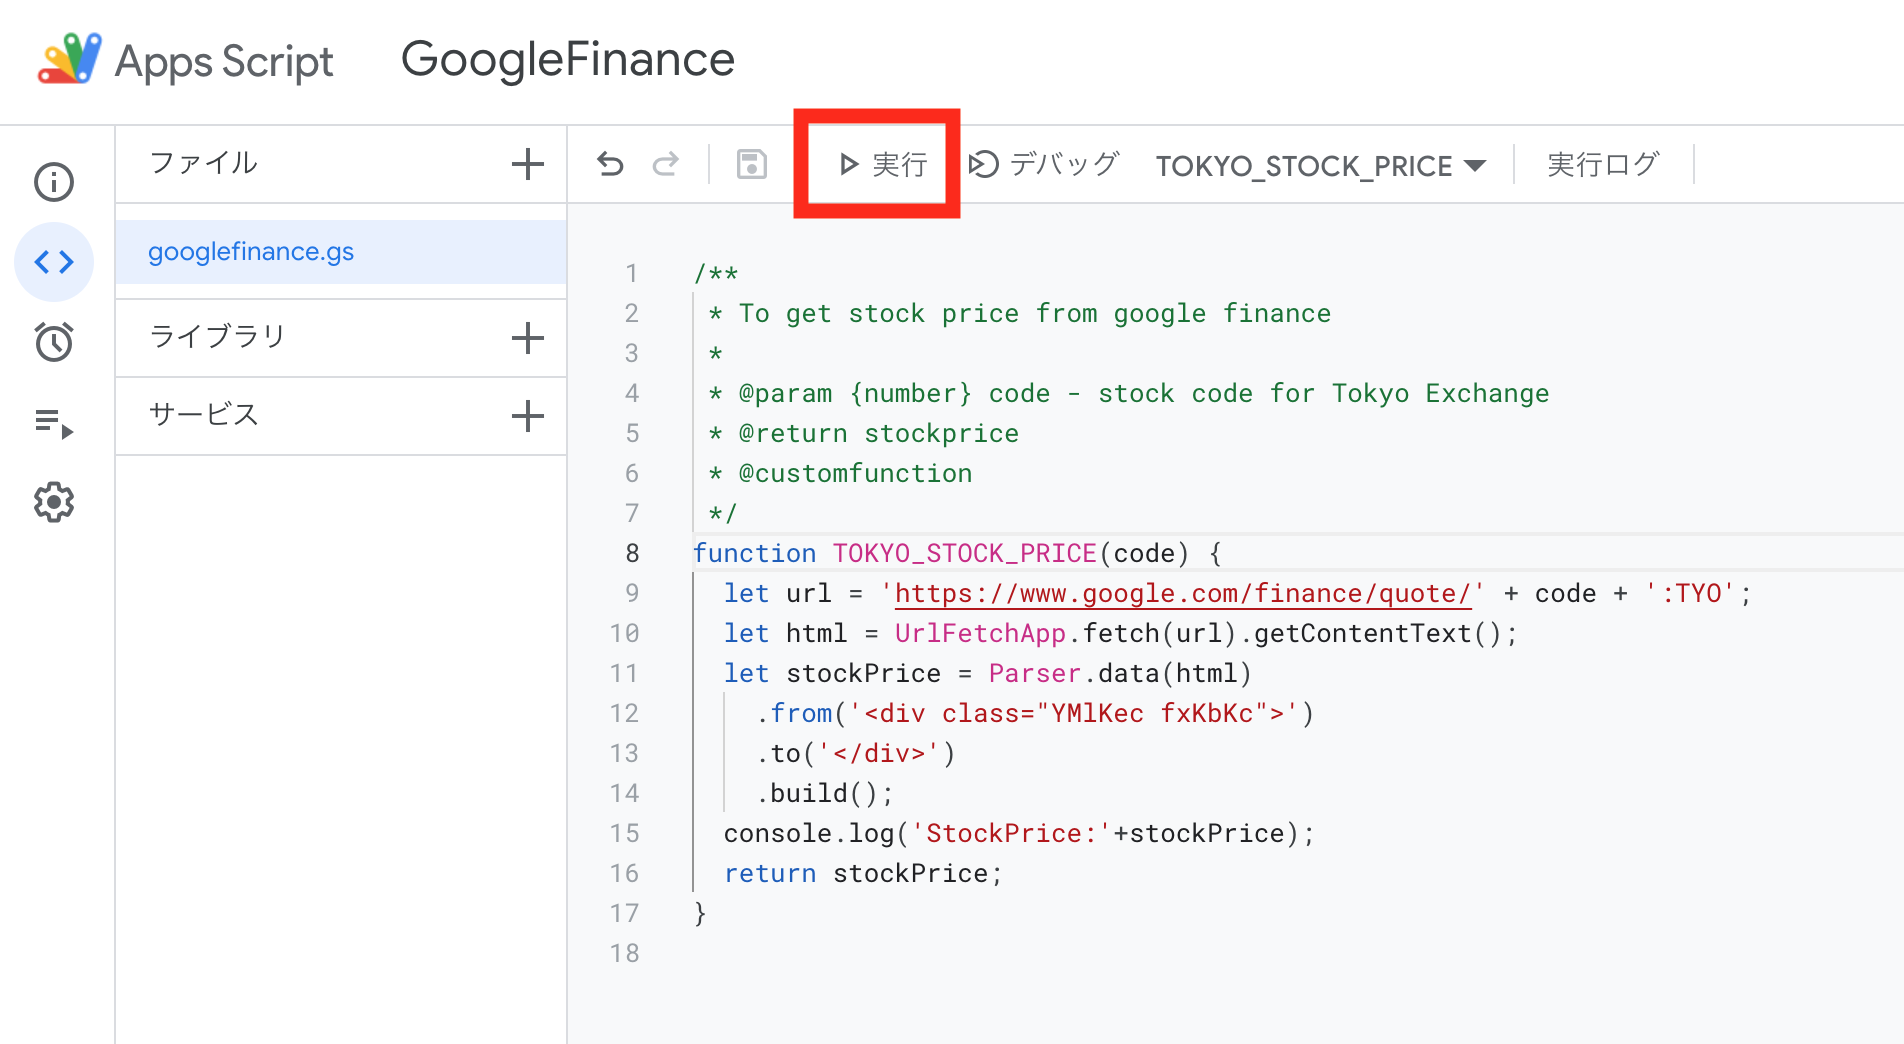 Apps Script GoogleFinance
ファイル
googlefinance.gs
ライブラリ
サービス
実行 デバッグ TOKYO_STOCK_PRICE 実行ログ
1 /**
2 * To get stock price from google finance
3 *
4 * @param {number} code - stock code for Tokyo Exchange
5 * @return stockprice
6 * @customfunction
7 */
8 function TOKYO_STOCK_PRICE(code) {
9 let url = 'https://www.google.com/finance/quote/' + code + ':TYO';
10 let html = UrlFetchApp.fetch(url).getContentText();
11 let stockPrice = Parser.data(html)
12 .from('<div class="YMlKec fxKbKc">')
13 .to('</div>')
14 .build();
15 console.log('StockPrice:'+stockPrice);
16 return stockPrice;
17 }
18